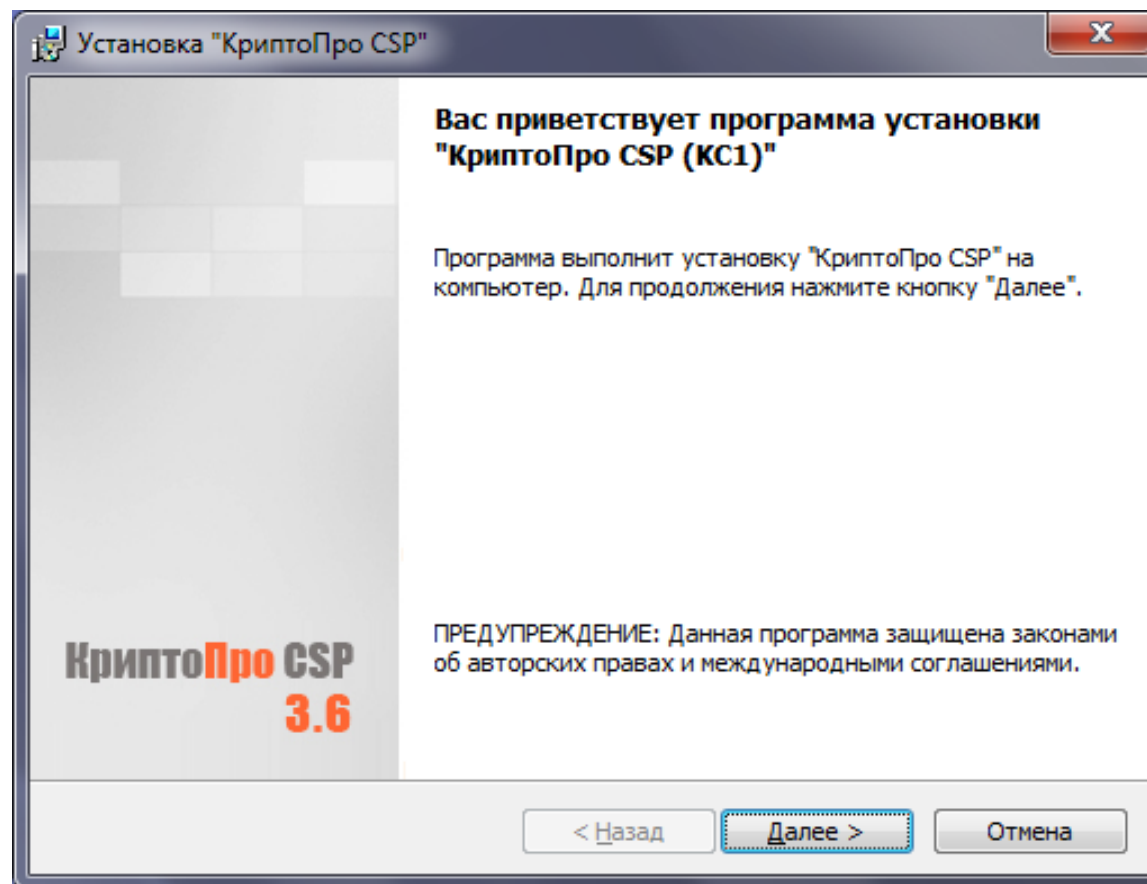 Установка "КриптоПро CSP"
Вас приветствует программа установки
"КриптоПро CSP (КС1)"
Программа выполнит установку "КриптоПро CSP" на
компьютер. Для продолжения нажмите кнопку "Далее".
ПРЕДУПРЕЖДЕНИЕ: Данная программа защищена законами
об авторских правах и международными соглашениями.
КриптоПро CSP
3.6
< Назад
Далее >
Отмена